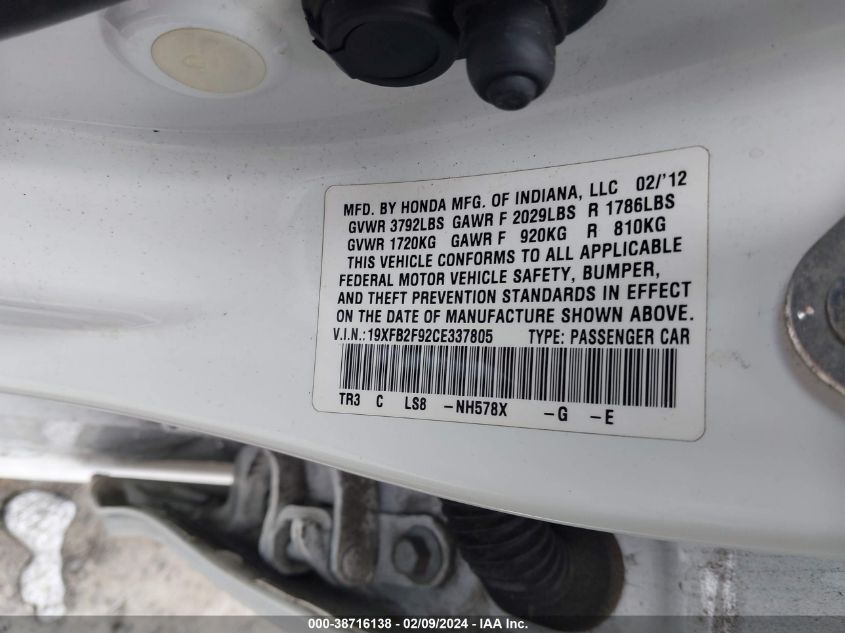 MFD. BY HONDA MFG. OF INDIANA, LLC 02/'12
GVWR 3792LBS GAWR F 2029LBS R 1786LBS
GVWR 1720KG GAWR F 920KG R 810KG
THIS VEHICLE CONFORMS TO ALL APPLICABLE
FEDERAL MOTOR VEHICLE SAFETY, BUMPER,
AND THEFT PREVENTION STANDARDS IN EFFECT
ON THE DATE OF MANUFACTURE SHOWN ABOVE.
V.I.N.:19XFB2F92CE337805 TYPE: PASSENGER CAR
TR3 C LS8 -NH578X -G -E
000-38716138 - 02/09/2024 - IAA Inc.